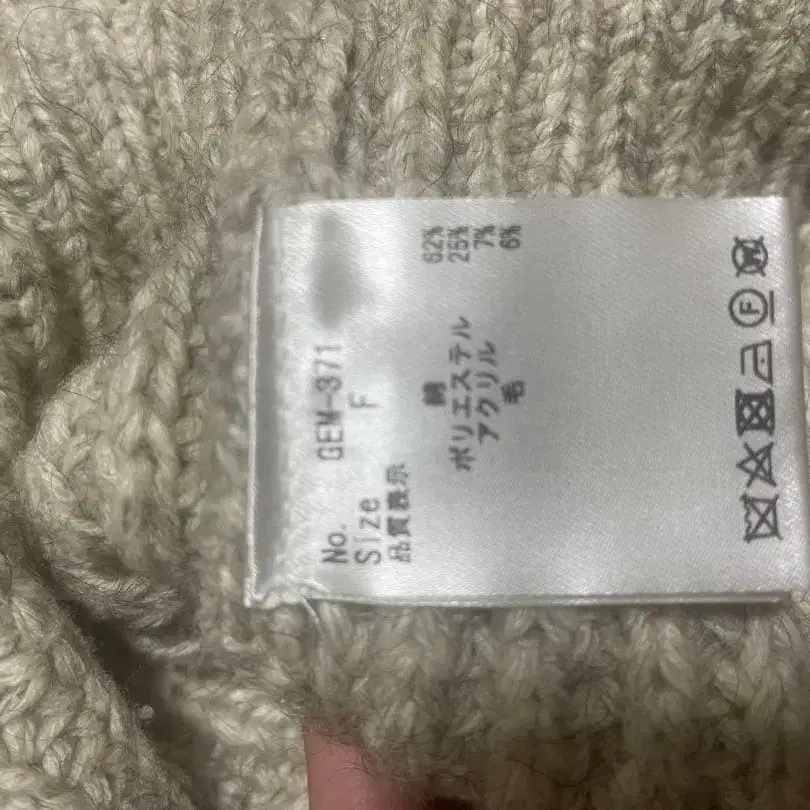 No. GEM-371
Size F
品質表示
綿 62%
ポリエステル 25%
アクリル 7%
毛 6%
F